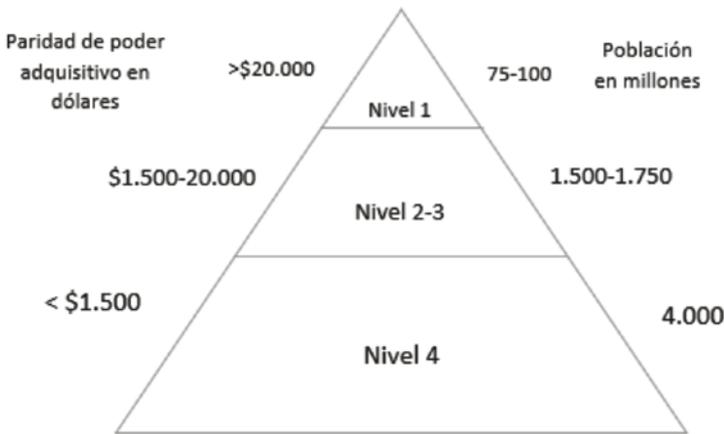 Paridad de poder
adquisitivo en
dólares
>$20.000
75-100
Población
en millones
Nivel 1
$1.500-20.000
1.500-1.750
Nivel 2-3
< $1.500
4.000
Nivel 4